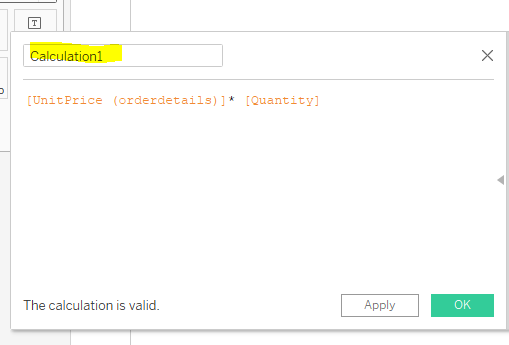 T
Calculation1
[UnitPrice (orderdetails)]* [Quantity]
The calculation is valid.
Apply
OK